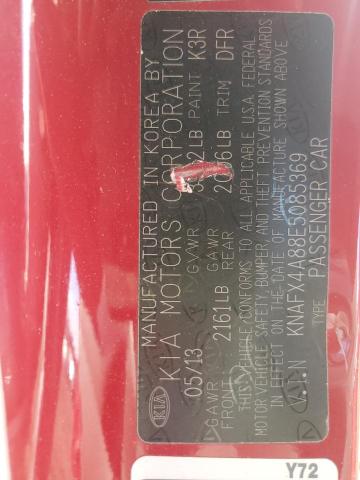 MANUFACTURED IN KOREA BY
KIA MOTORS CORPORATION
05/13 GVWR LB PAINT K3R
GAWR GAWR
FRONT 2161LB REAR LB TRIM DFR
THIS VEHICLE CONFORMS TO ALL APPLICABLE U.S.A. FEDERAL
MOTOR VEHICLE SAFETY, BUMPER, AND THEFT PREVENTION STANDARDS
IN EFFECT ON THE DATE OF MANUFACTURE SHOWN ABOVE
V.I.N KNAFX4A88E5085369
TYPE PASSENGER CAR
KIA
Y72